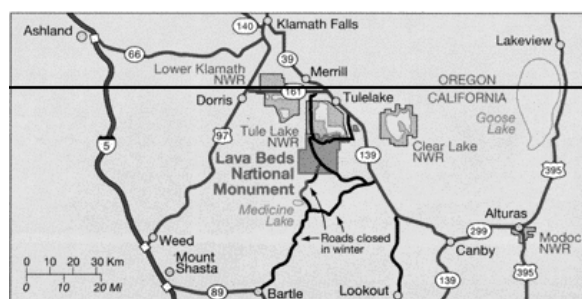 Klamath Falls
140
Ashland
Lakeview
66
39
Lower Klamath
NWR
Merrill
OREGON
161
CALIFORNIA
Dorris
Tulelake
Goose
Lake
97
Tule Lake
NWR
5
Clear Lake
NWR
139
Lava Beds
National
Monument
395
Medicine
Lake
Roads closed
in winter
Alturas
299
Modoc
NWR
Weed
Canby
Mount
Shasta
0 10 20 30 Km
0 10 20 Mi
89
Bartle
Lookout
139
395